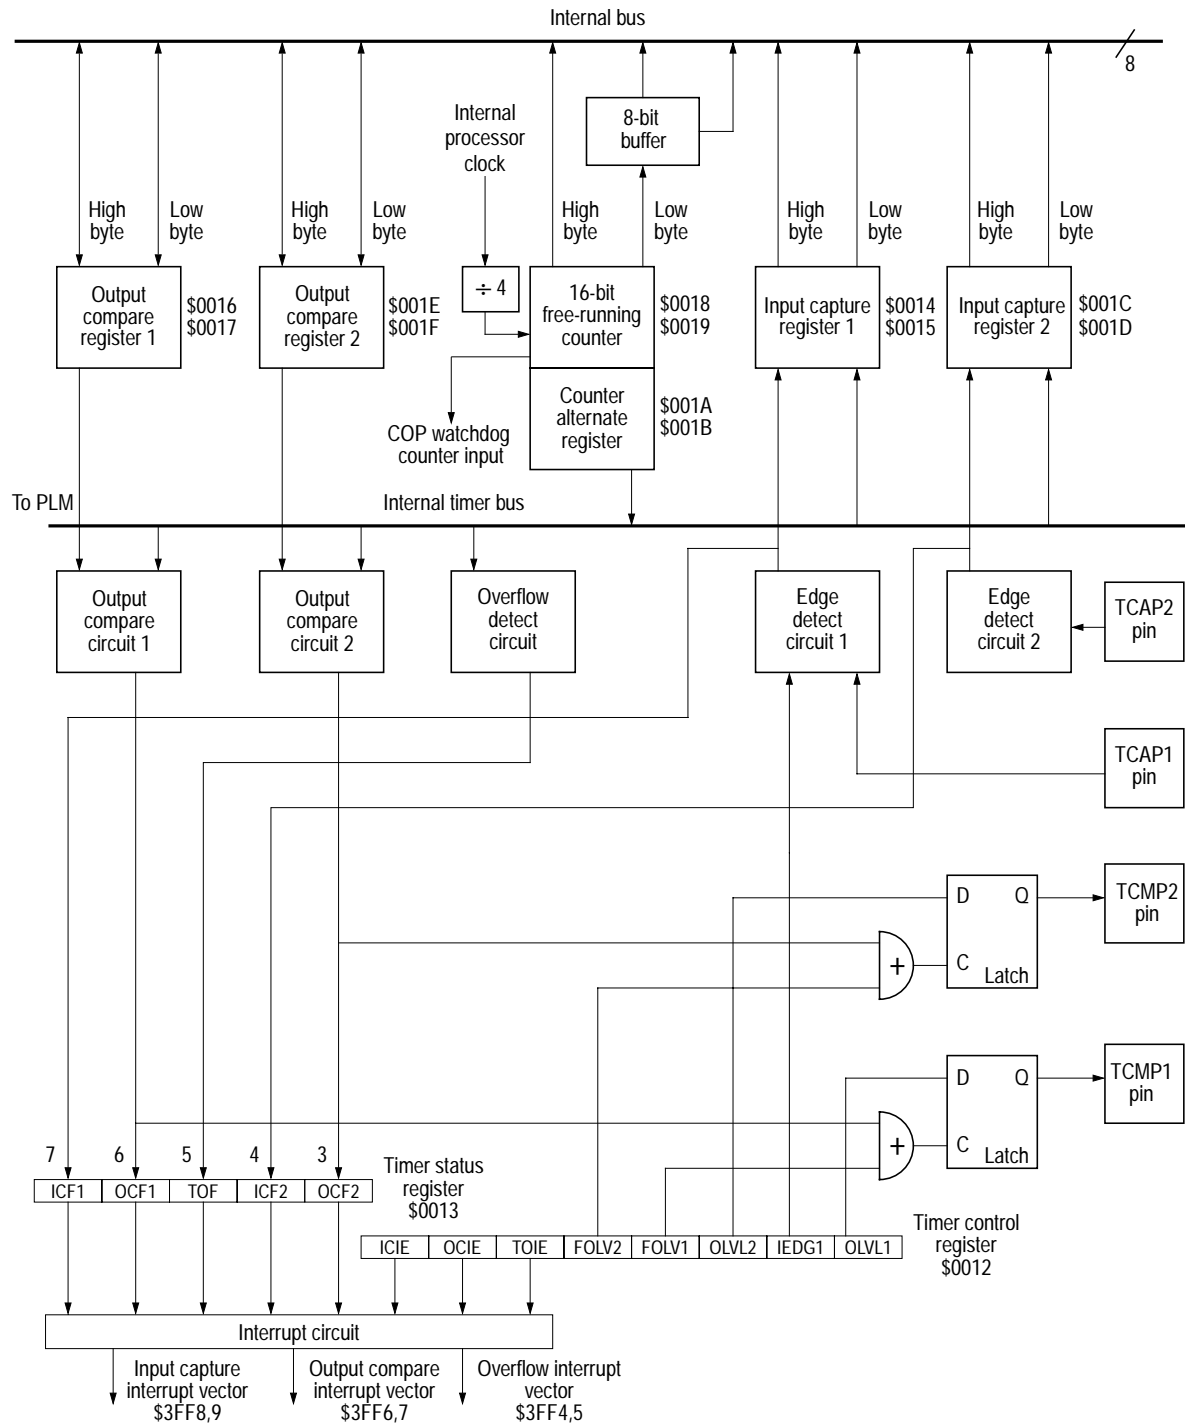 Internal bus
8
Internal
processor
clock
8-bit
buffer
High
byte
Low
byte
High
byte
Low
byte
High
byte
Low
byte
High
byte
Low
byte
High
byte
Low
byte
Output
compare
register 1
$0016
$0017
Output
compare
register 2
$001E
$001F
÷ 4
16-bit
free-running
counter
$0018
$0019
Input capture
register 1
$0014
$0015
Input capture
register 2
$001C
$001D
Counter
alternate
register
$001A
$001B
COP watchdog
counter input
To PLM
Internal timer bus
Output
compare
circuit 1
Output
compare
circuit 2
Overflow
detect
circuit
Edge
detect
circuit 1
Edge
detect
circuit 2
TCAP2
pin
TCAP1
pin
D Q
C
Latch
TCMP2
pin
+
D Q
C
Latch
TCMP1
pin
+
7 6 5 4 3
ICF1 OCF1 TOF ICF2 OCF2
Timer status
register
$0013
ICIE OCIE TOIE FOLV2 FOLV1 OLVL2 IEDG1 OLVL1
Timer control
register
$0012
Interrupt circuit
Input capture
interrupt vector
$3FF8,9
Output compare
interrupt vector
$3FF6,7
Overflow interrupt
vector
$3FF4,5